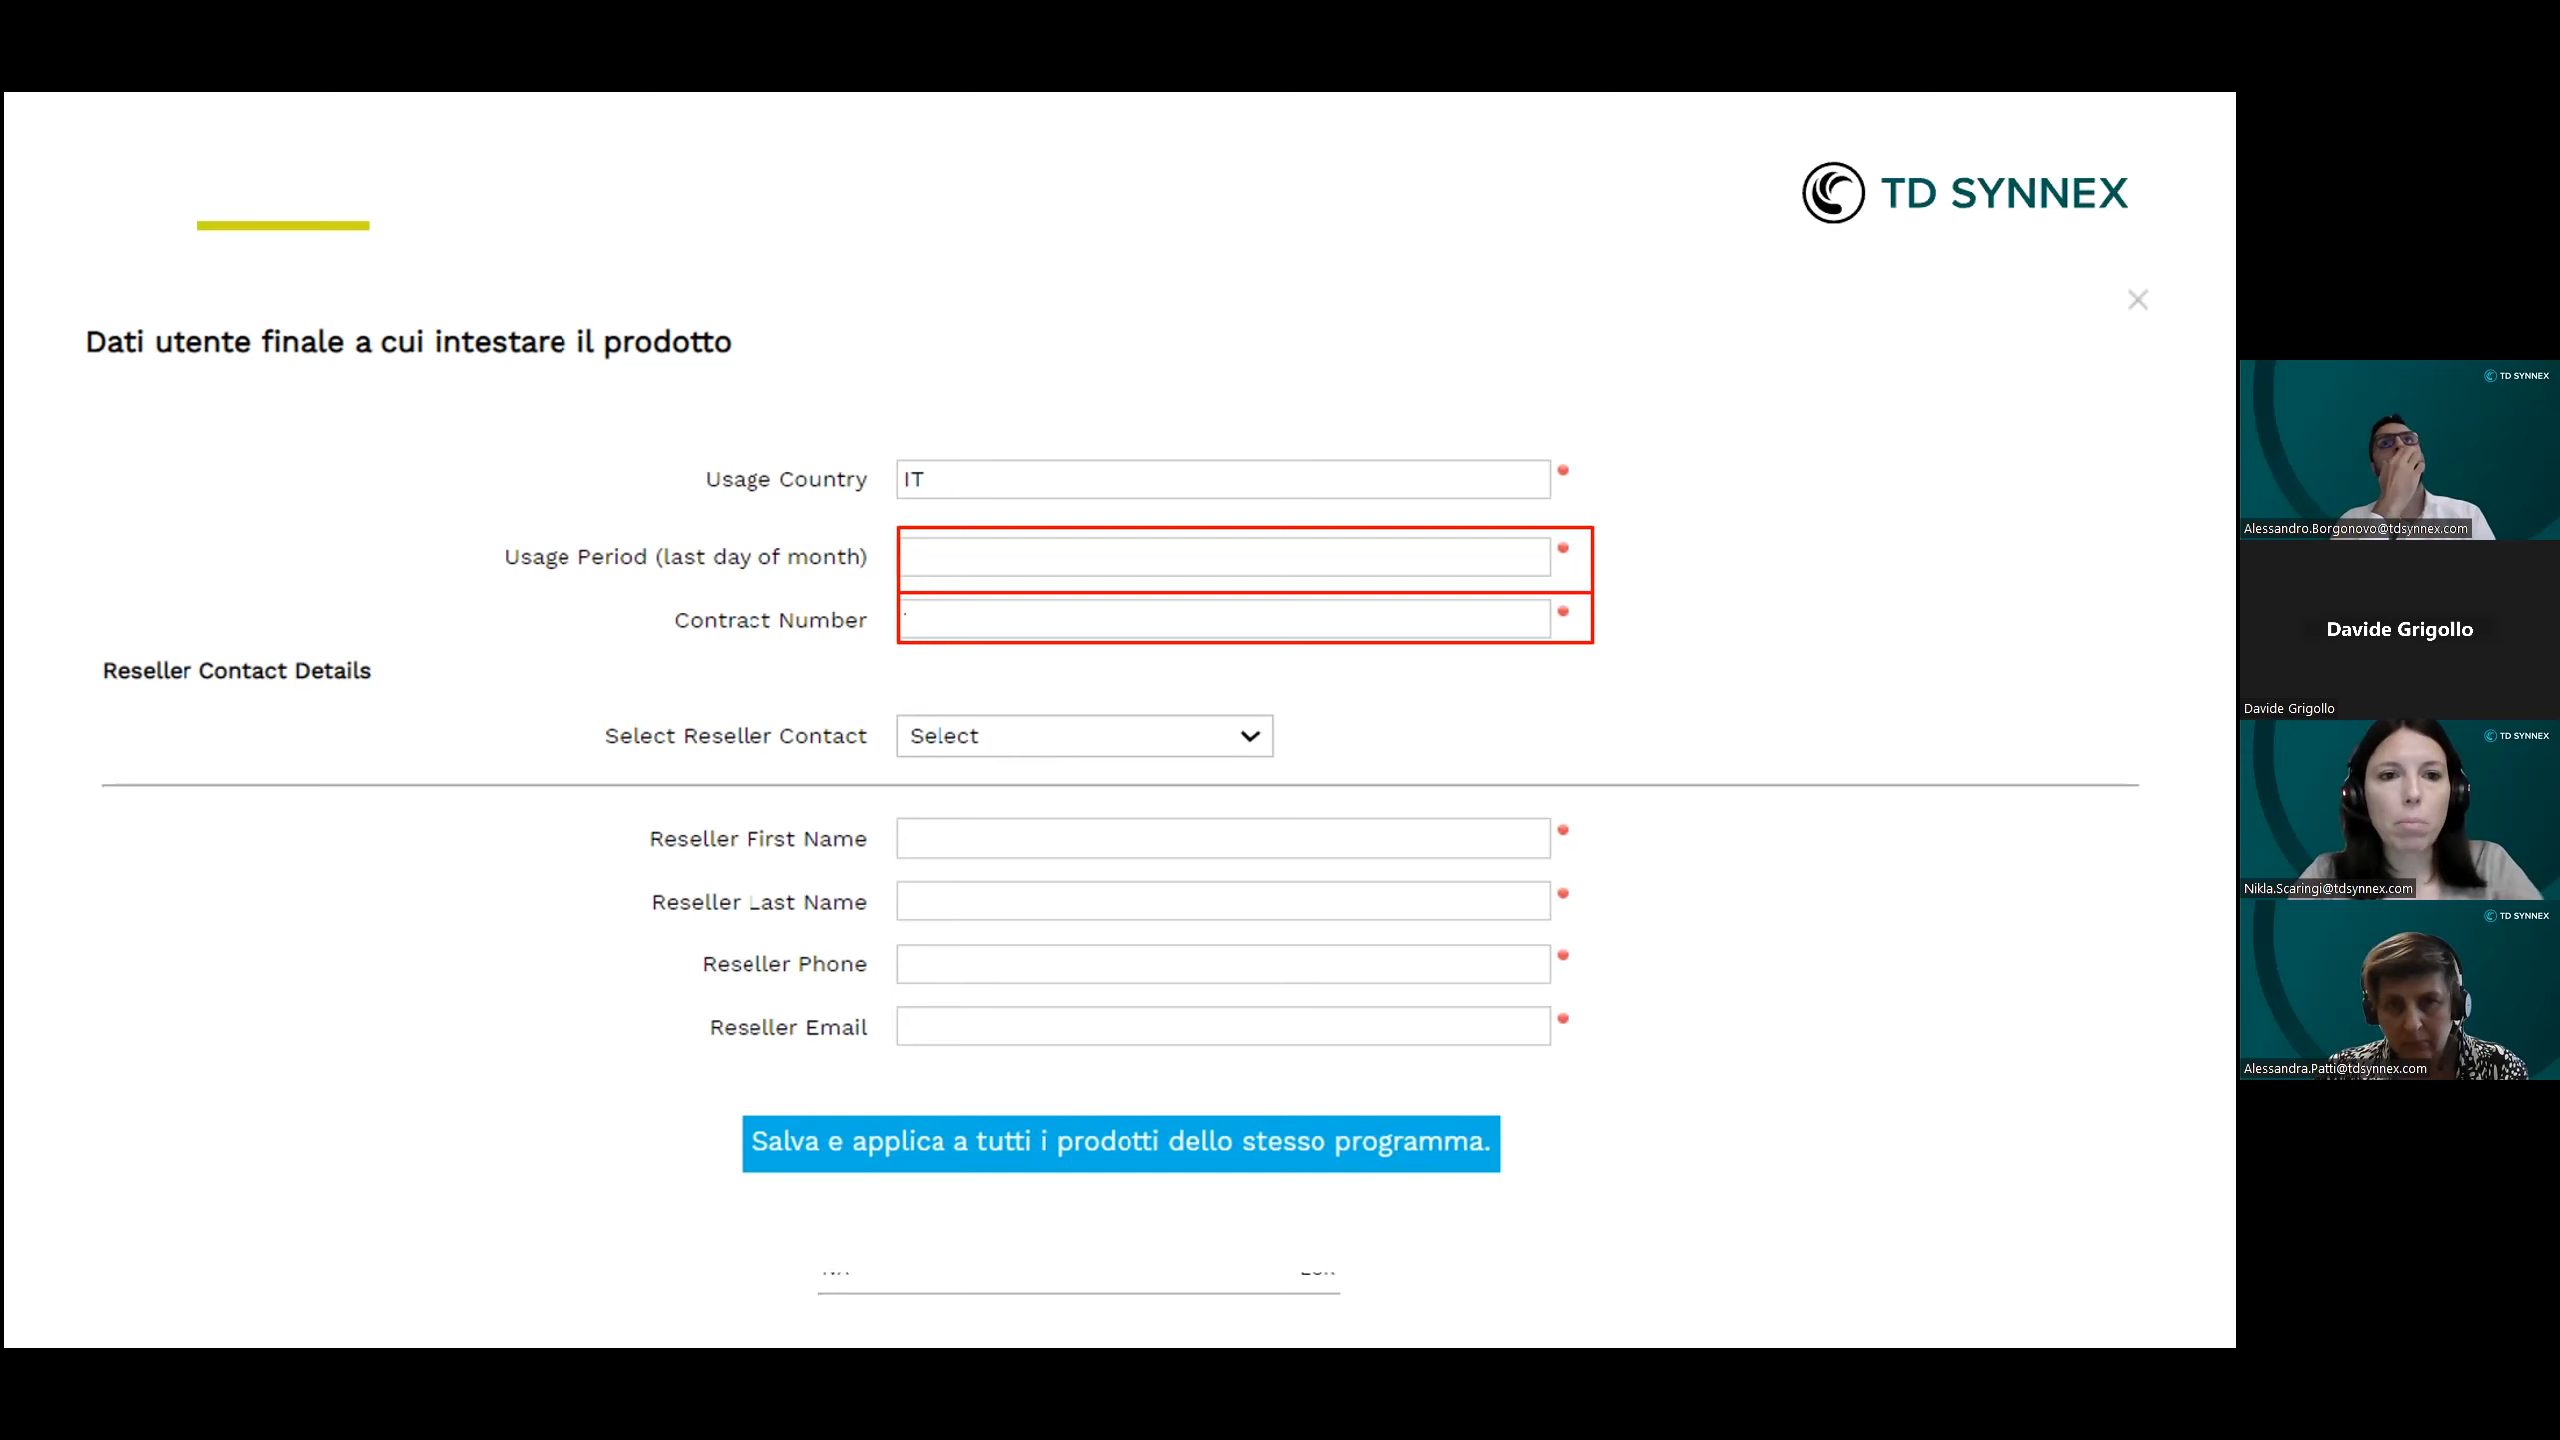 TD SYNNEX
Dati utente finale a cui intestare il prodotto
Usage Country
IT
Usage Period (last day of month)
Contract Number
Reseller Contact Details
Select Reseller Contact
Select
Reseller First Name
Reseller Last Name
Reseller Phone
Reseller Email
Salva e applica a tutti i prodotti dello stesso programma.
TD SYNNEX
Alessandro.Borgonovo@tdsynnex.com
Davide Grigollo
Davide Grigollo
TD SYNNEX
Nikla.Scaringi@tdsynnex.com
TD SYNNEX
Alessandra.Patti@tdsynnex.com